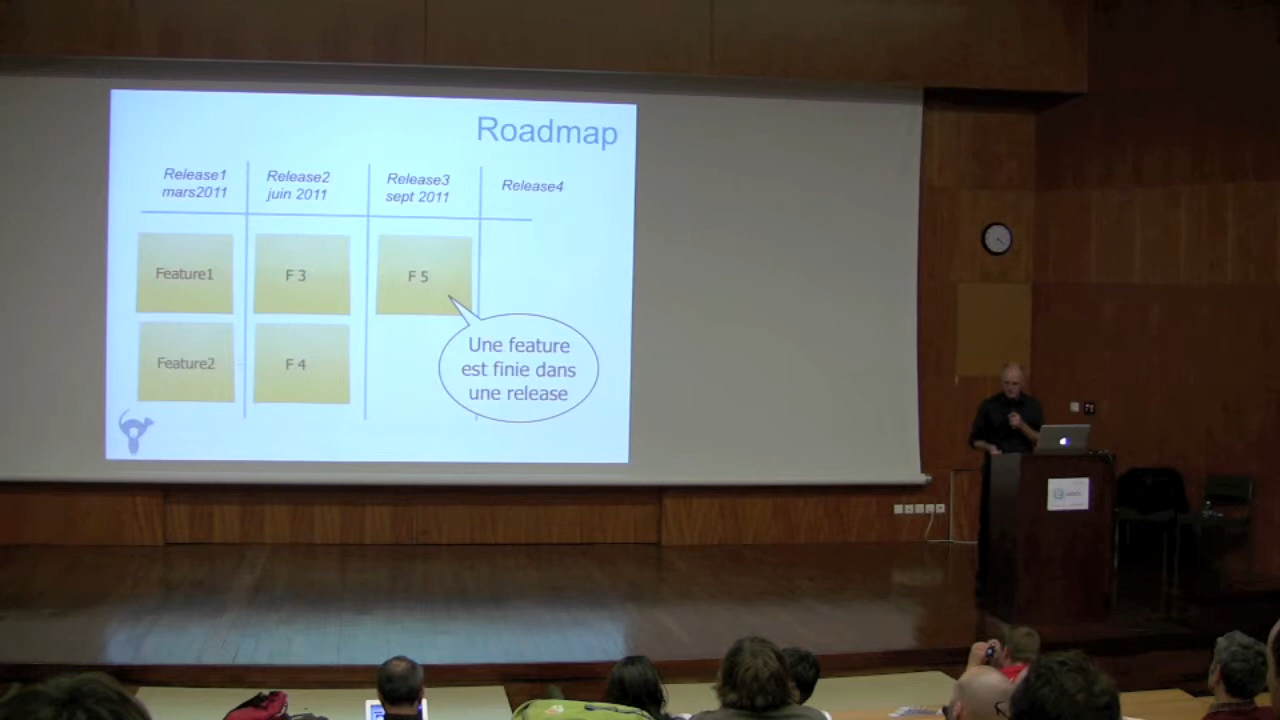 Roadmap
Release1
mars2011
Release2
juin 2011
Release3
sept 2011
Release4
Feature1
F 3
F 5
Feature2
F 4
Une feature
est finie dans
une release